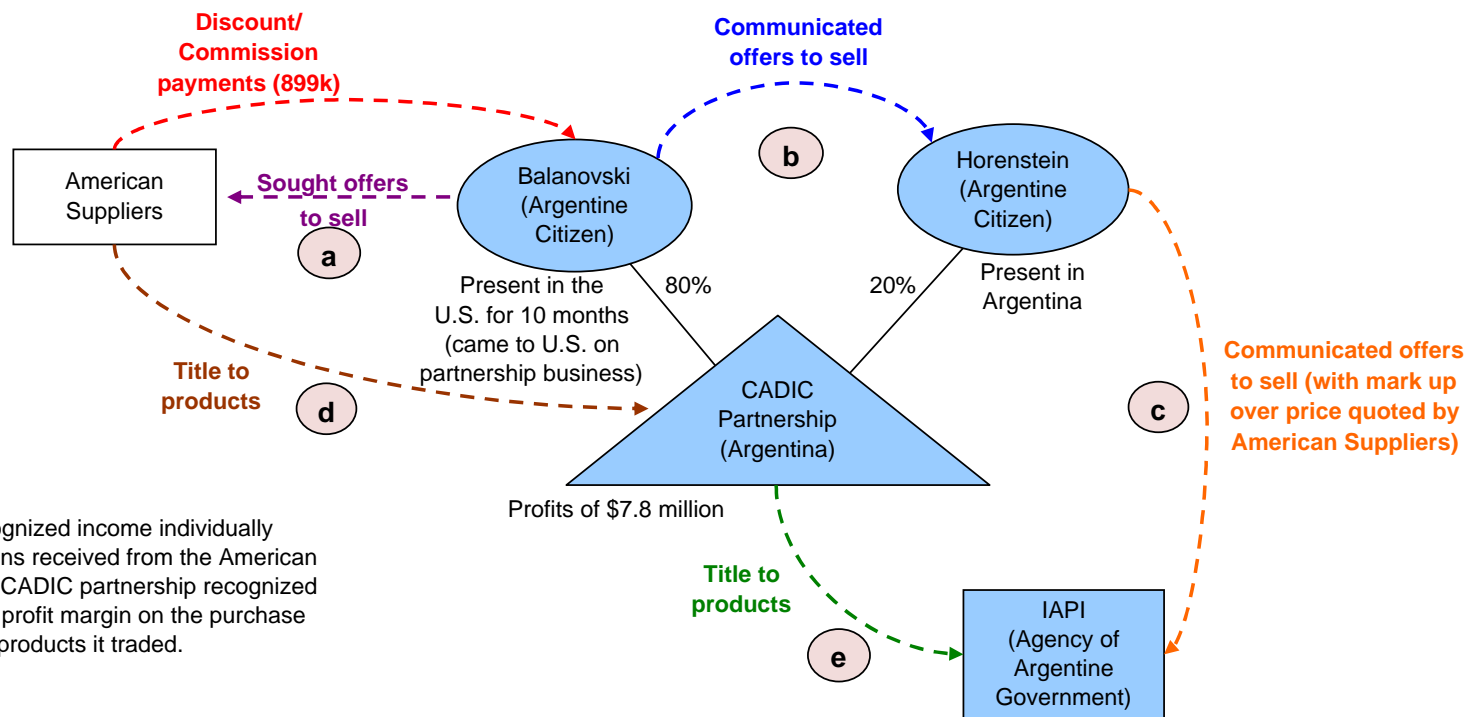 Discount/
Commission
payments (899k)
Communicated
offers to sell
American
Suppliers
Sought offers
to sell
a
Balanovski
(Argentine
Citizen)
b
Horenstein
(Argentine
Citizen)
Present in the
U.S. for 10 months
(came to U.S. on
partnership business)
80%
20%
Present in
Argentina
Title to
products
d
CADIC
Partnership
(Argentina)
c
Communicated offers
to sell (with mark up
over price quoted by
American Suppliers)
Profits of $7.8 million
ognized income individually
ns received from the American
CADIC partnership recognized
profit margin on the purchase
products it traded.
Title to
products
e
IAPI
(Agency of
Argentine
Government)